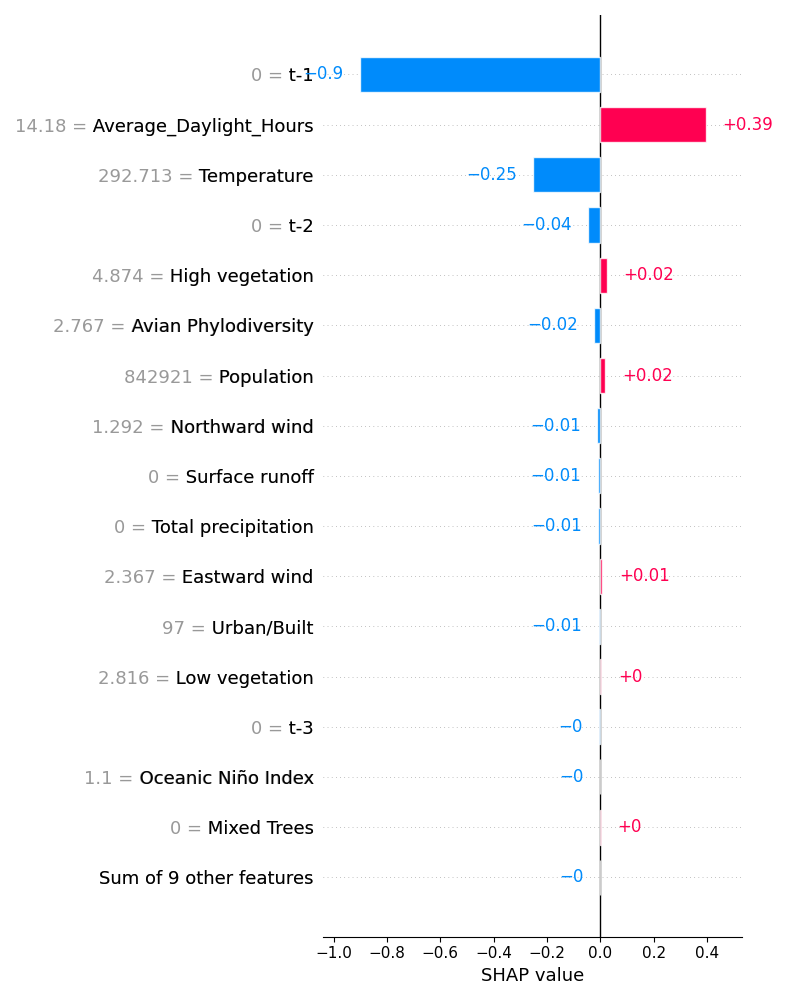 0 = t-1 −0.9
14.18 = Average_Daylight_Hours +0.39
292.713 = Temperature −0.25
0 = t-2 −0.04
4.874 = High vegetation +0.02
2.767 = Avian Phylodiversity −0.02
842921 = Population +0.02
1.292 = Northward wind −0.01
0 = Surface runoff −0.01
0 = Total precipitation −0.01
2.367 = Eastward wind +0.01
97 = Urban/Built −0.01
2.816 = Low vegetation +0
0 = t-3 −0
1.1 = Oceanic Niño Index −0
0 = Mixed Trees +0
Sum of 9 other features −0
−1.0 −0.8 −0.6 −0.4 −0.2 0.0 0.2 0.4
SHAP value